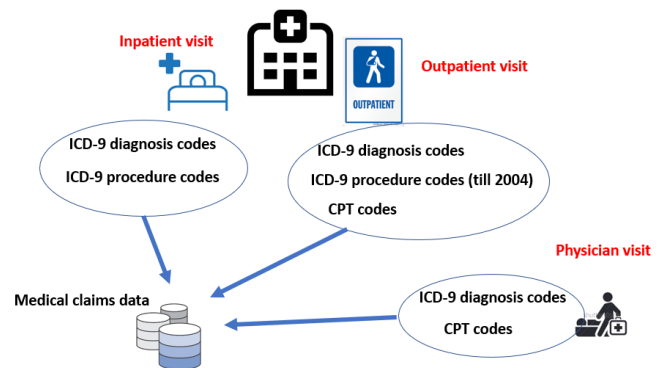 Inpatient visit
Outpatient visit
OUTPATIENT
ICD-9 diagnosis codes
ICD-9 procedure codes
ICD-9 diagnosis codes
ICD-9 procedure codes (till 2004)
CPT codes
Physician visit
Medical claims data
ICD-9 diagnosis codes
CPT codes